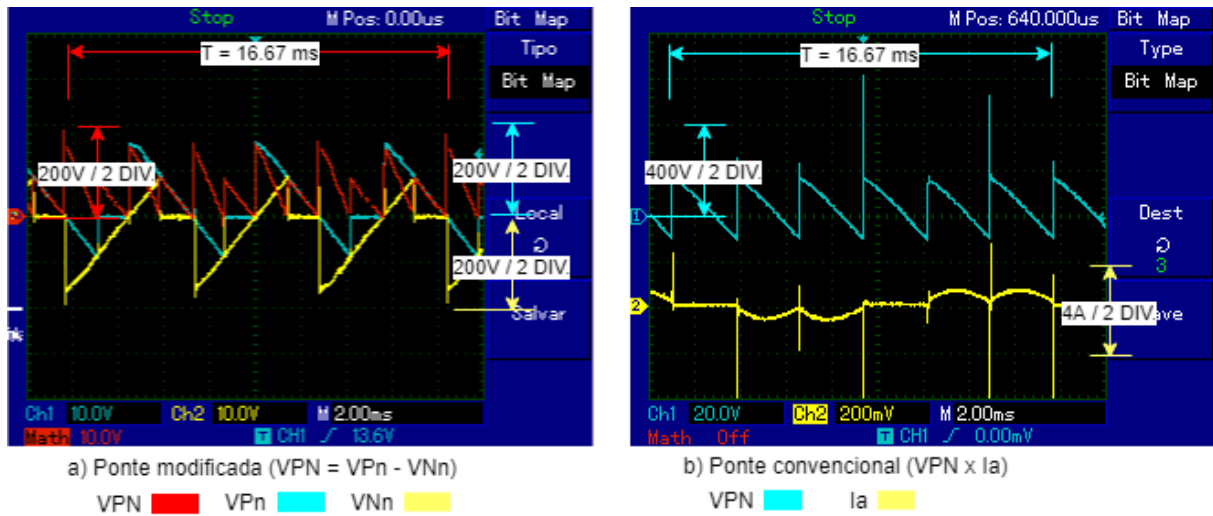 Stop M Pos: 0.00us Bit Map
T = 16.67 ms
Tipo
Bit Map
200V / 2 DIV.
200V / 2 DIV.
Local
200V / 2 DIV.
Salvar
Ch1 10.0V Ch2 10.0V M 2.00ms
Math 10.0V T CH1 13.6V
a) Ponte modificada (VPN = VPn - VNn)
VPN VPn VNn
Stop M Pos: 640.000us Bit Map
T = 16.67 ms
Type
Bit Map
400V / 2 DIV.
1
Dest
3
2
4A / 2 DIV.
ave
Ch1 20.0V Ch2 200mV M 2.00ms
Math Off T CH1 0.00mV
b) Ponte convencional (VPN x Ia)
VPN Ia